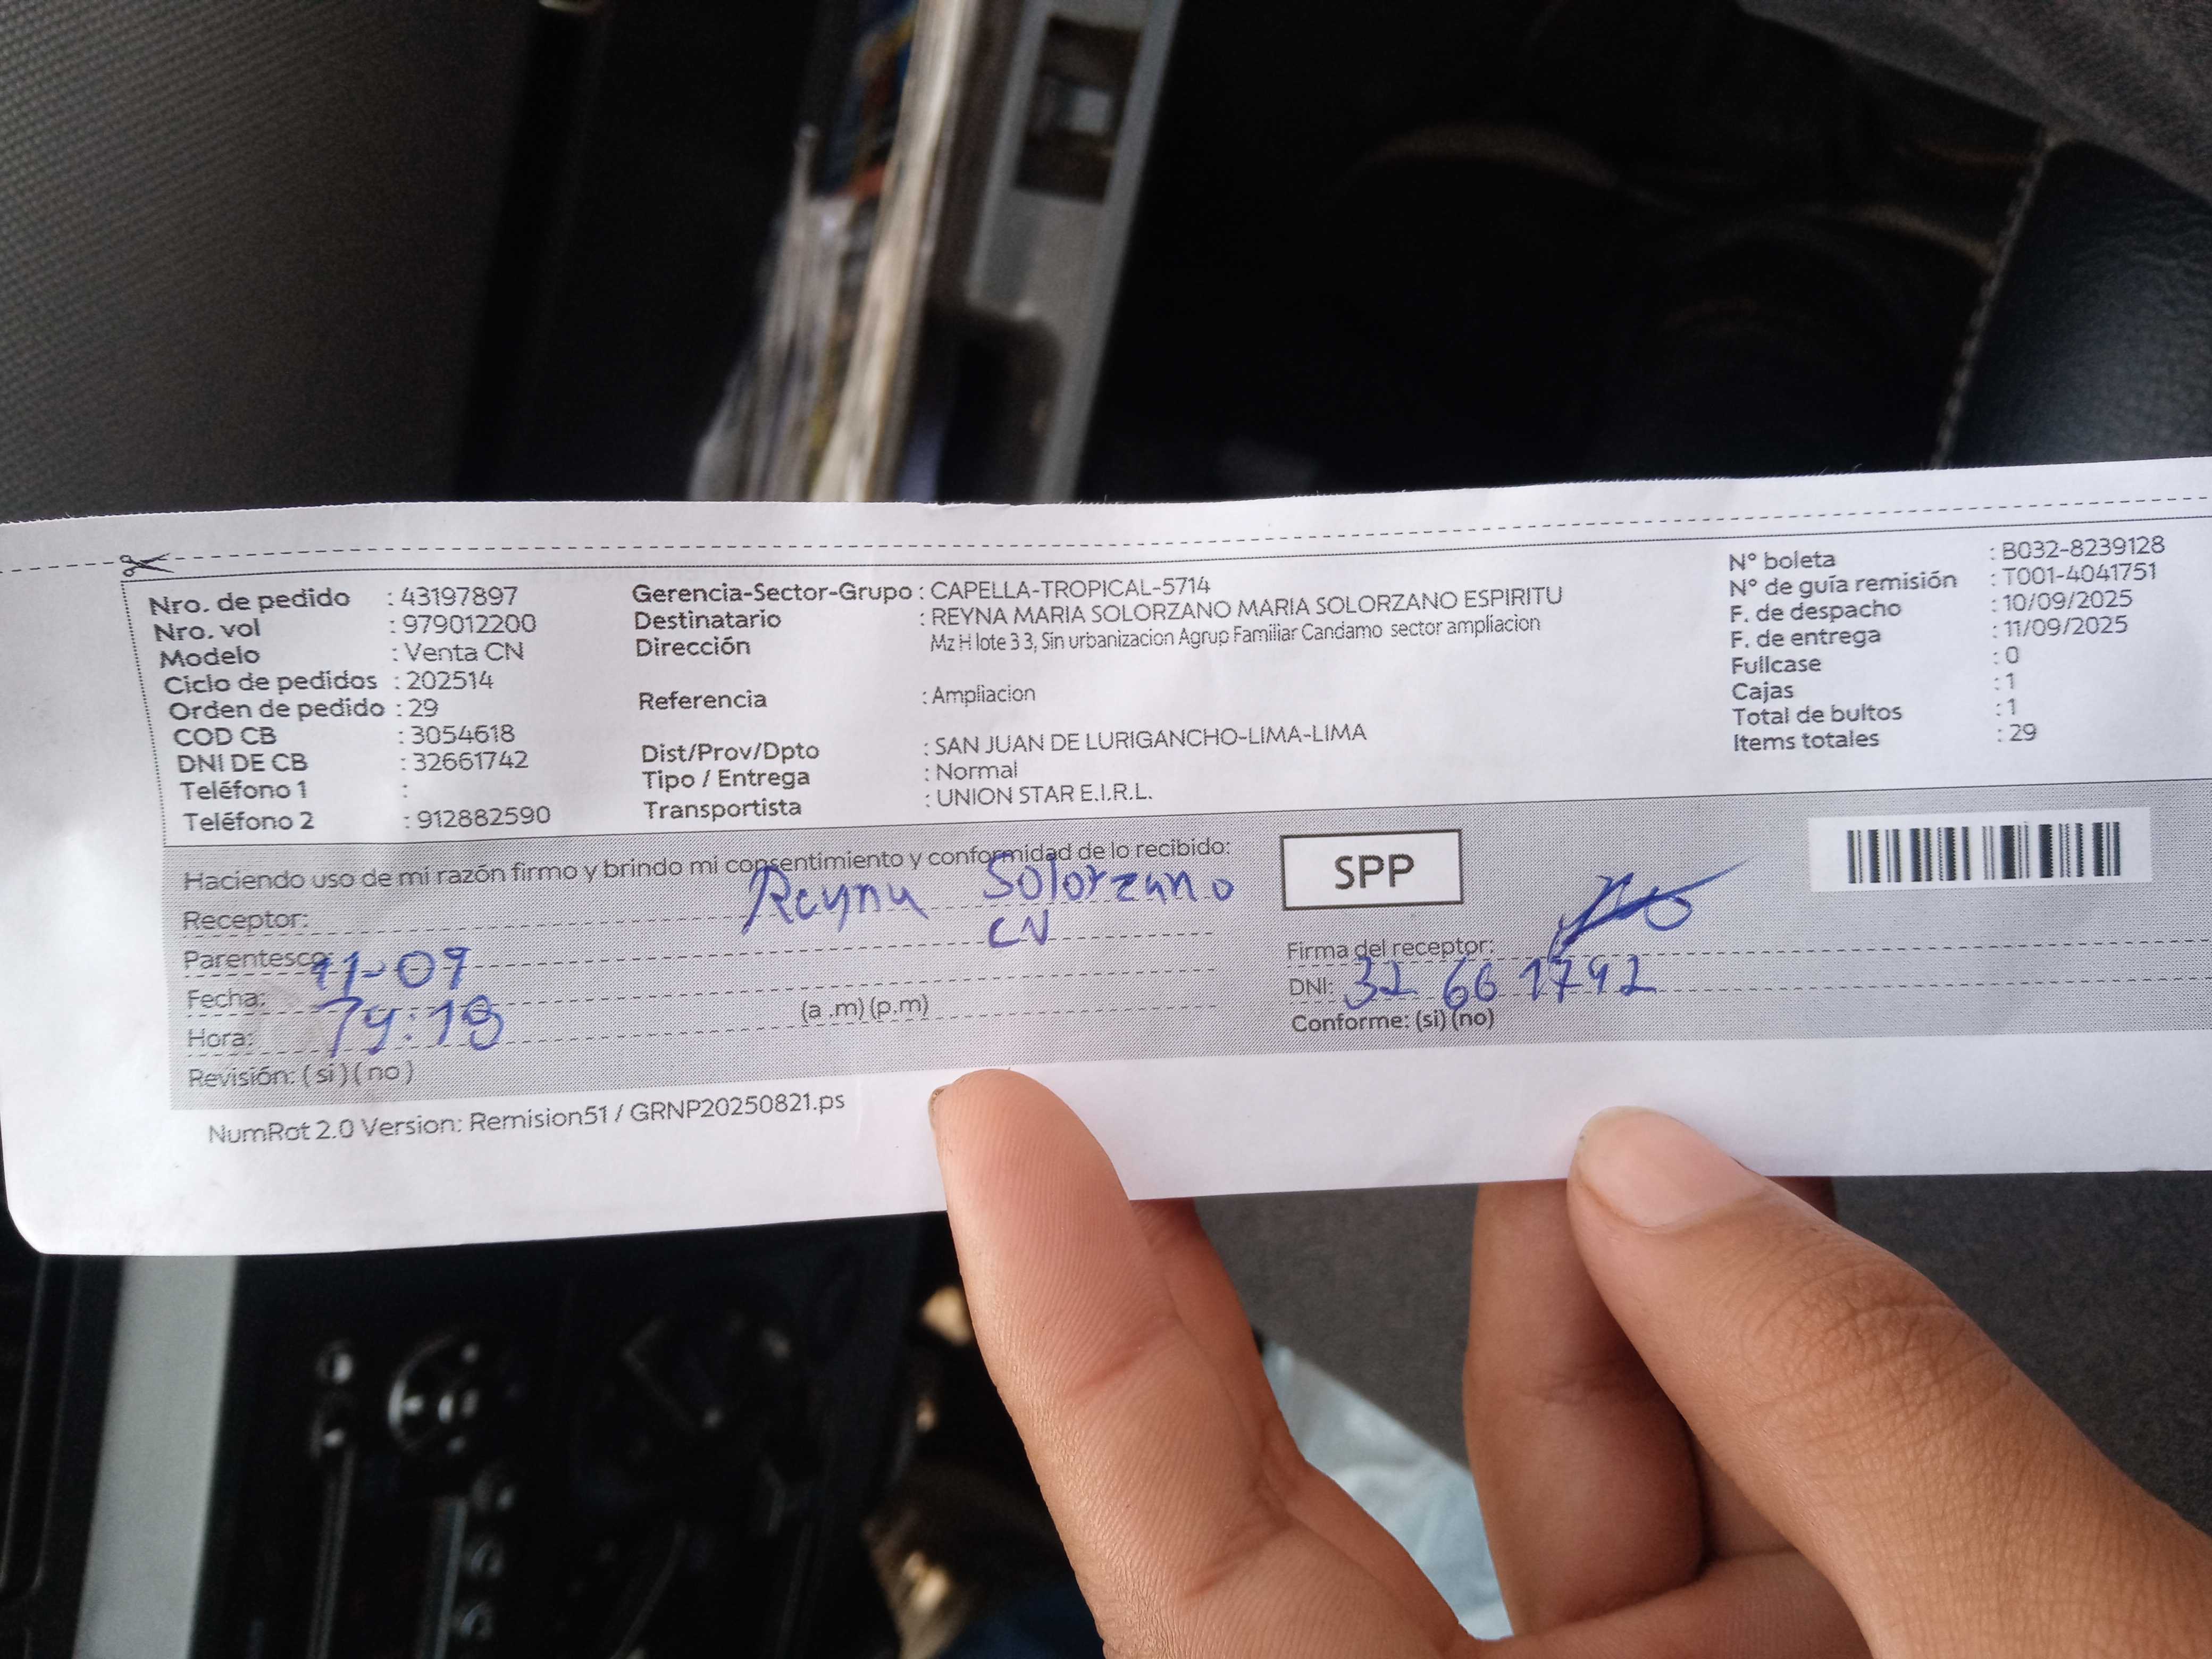 Nro. de pedido : 43197897
Nro. vol : 979012200
Modelo : Venta CN
Ciclo de pedidos : 202514
Orden de pedido : 29
COD CB : 3054618
DNI DE CB : 32661742
Teléfono 1 :
Teléfono 2 : 912882590
Gerencia-Sector-Grupo : CAPELLA-TROPICAL-5714
Destinatario : REYNA MARIA SOLORZANO MARIA SOLORZANO ESPIRITU
Dirección Mz H lote 3 3, Sin urbanizacion Agrup Familiar Candamo sector ampliacion
Referencia : Ampliacion
Dist/Prov/Dpto : SAN JUAN DE LURIGANCHO-LIMA-LIMA
Tipo / Entrega : Normal
Transportista : UNION STAR E.I.R.L.
N° boleta : B032-8239128
N° de guía remisión : T001-4041751
F. de despacho : 10/09/2025
F. de entrega : 11/09/2025
Fullcase : 0
Cajas : 1
Total de bultos : 1
Items totales : 29
Haciendo uso de mi razón firmo y brindo mi consentimiento y conformidad de lo recibido:
Receptor: Reyna Solorzano
Parentesco: CN
Fecha: 11-09
Hora: 14:18 (a .m) (p.m)
Revisión: ( si ) ( no )
SPP
Firma del receptor:
DNI: 32 66 1742
Conforme: (si) (no)
NumRot 2.0 Version: Remision51 / GRNP20250821.ps